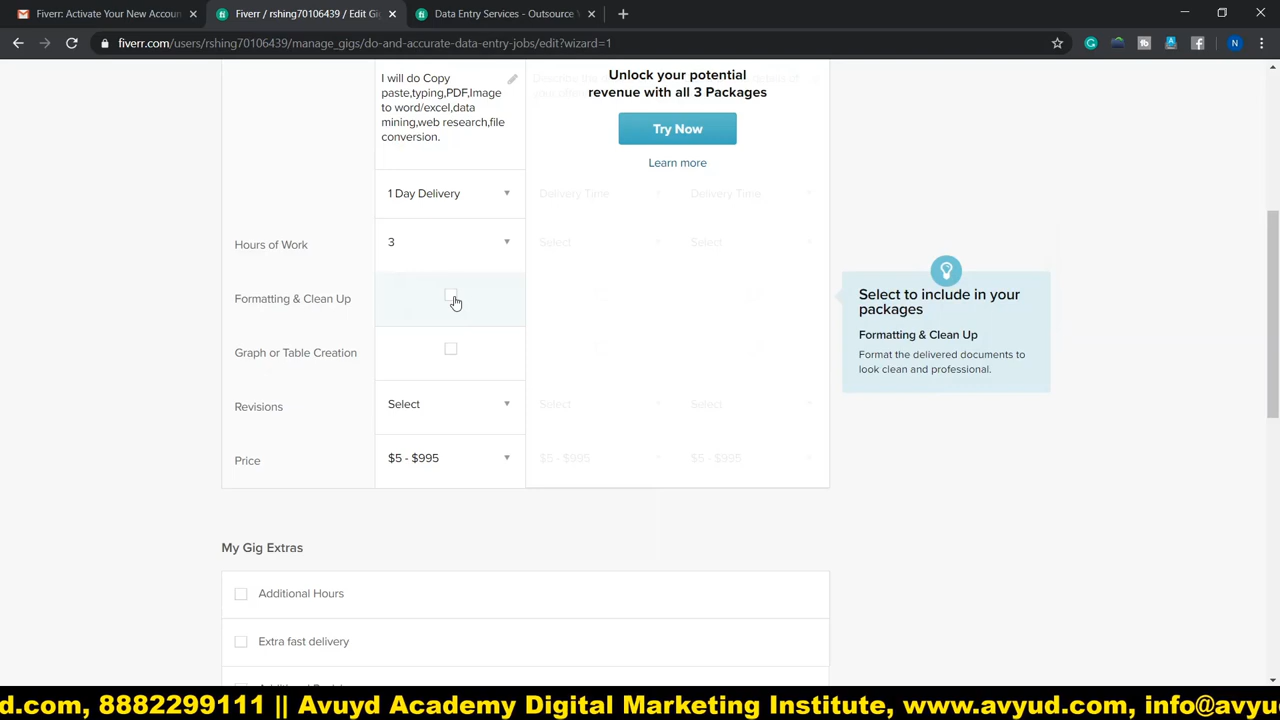 Fiverr: Activate Your New Accoun
Fiverr / rshing70106439 / Edit Gig
Data Entry Services - Outsource Y
fiverr.com/users/rshing70106439/manage_gigs/do-and-accurate-data-entry-jobs/edit?wizard=1
N
I will do Copy
paste,typing,PDF,Image
to word/excel,data
mining,web research,file
conversion.
Unlock your potential
revenue with all 3 Packages
Try Now
Learn more
1 Day Delivery
Delivery Time
Delivery Time
Hours of Work
3
Select
Select
Formatting & Clean Up
Graph or Table Creation
Revisions
Select
Select
Select
Price
$5 - $995
$5 - $995
$5 - $995
Select to include in your
packages
Formatting & Clean Up
Format the delivered documents to
look clean and professional.
My Gig Extras
Additional Hours
Extra fast delivery
d.com, 8882299111 || Avuyd Academy Digital Marketing Institute, www.avyud.com, info@avyu